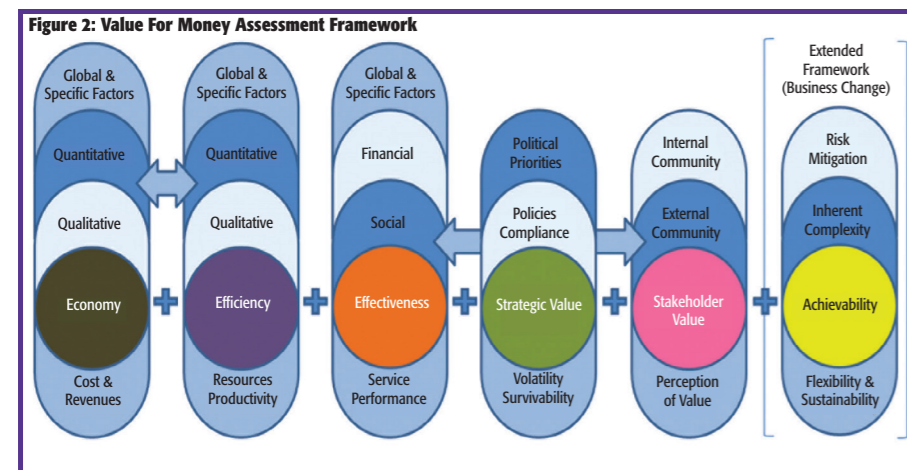 Figure 2: Value For Money Assessment Framework
Global &
Specific Factors
Quantitative
Qualitative
Economy
Cost &
Revenues
Global &
Specific Factors
Quantitative
Qualitative
Efficiency
Resources
Productivity
Global &
Specific Factors
Financial
Social
Effectiveness
Service
Performance
Political
Priorities
Policies
Compliance
Strategic Value
Volatility
Survivability
Internal
Community
External
Community
Stakeholder
Value
Perception
of Value
Extended
Framework
(Business Change)
Risk
Mitigation
Inherent
Complexity
Achievability
Flexibility &
Sustainability